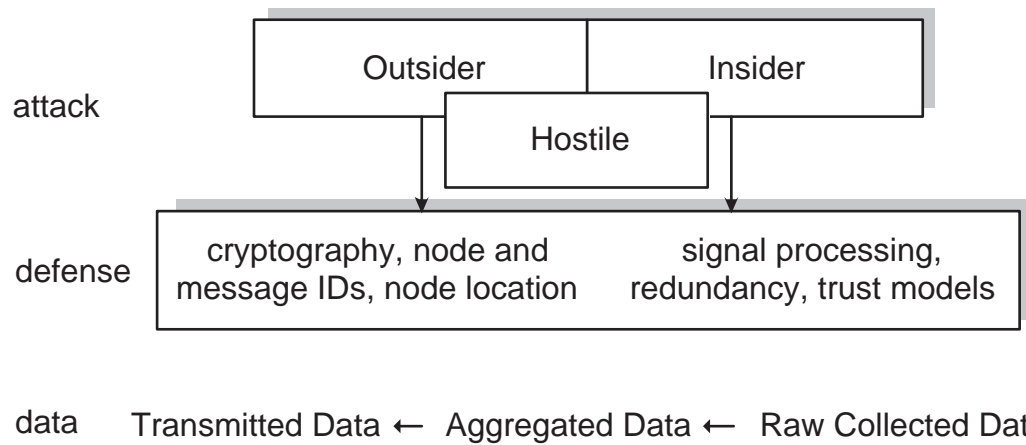 Outsider
Insider
attack
Hostile
defense
cryptography, node and
message IDs, node location
signal processing,
redundancy, trust models
data Transmitted Data ← Aggregated Data ← Raw Collected Dat